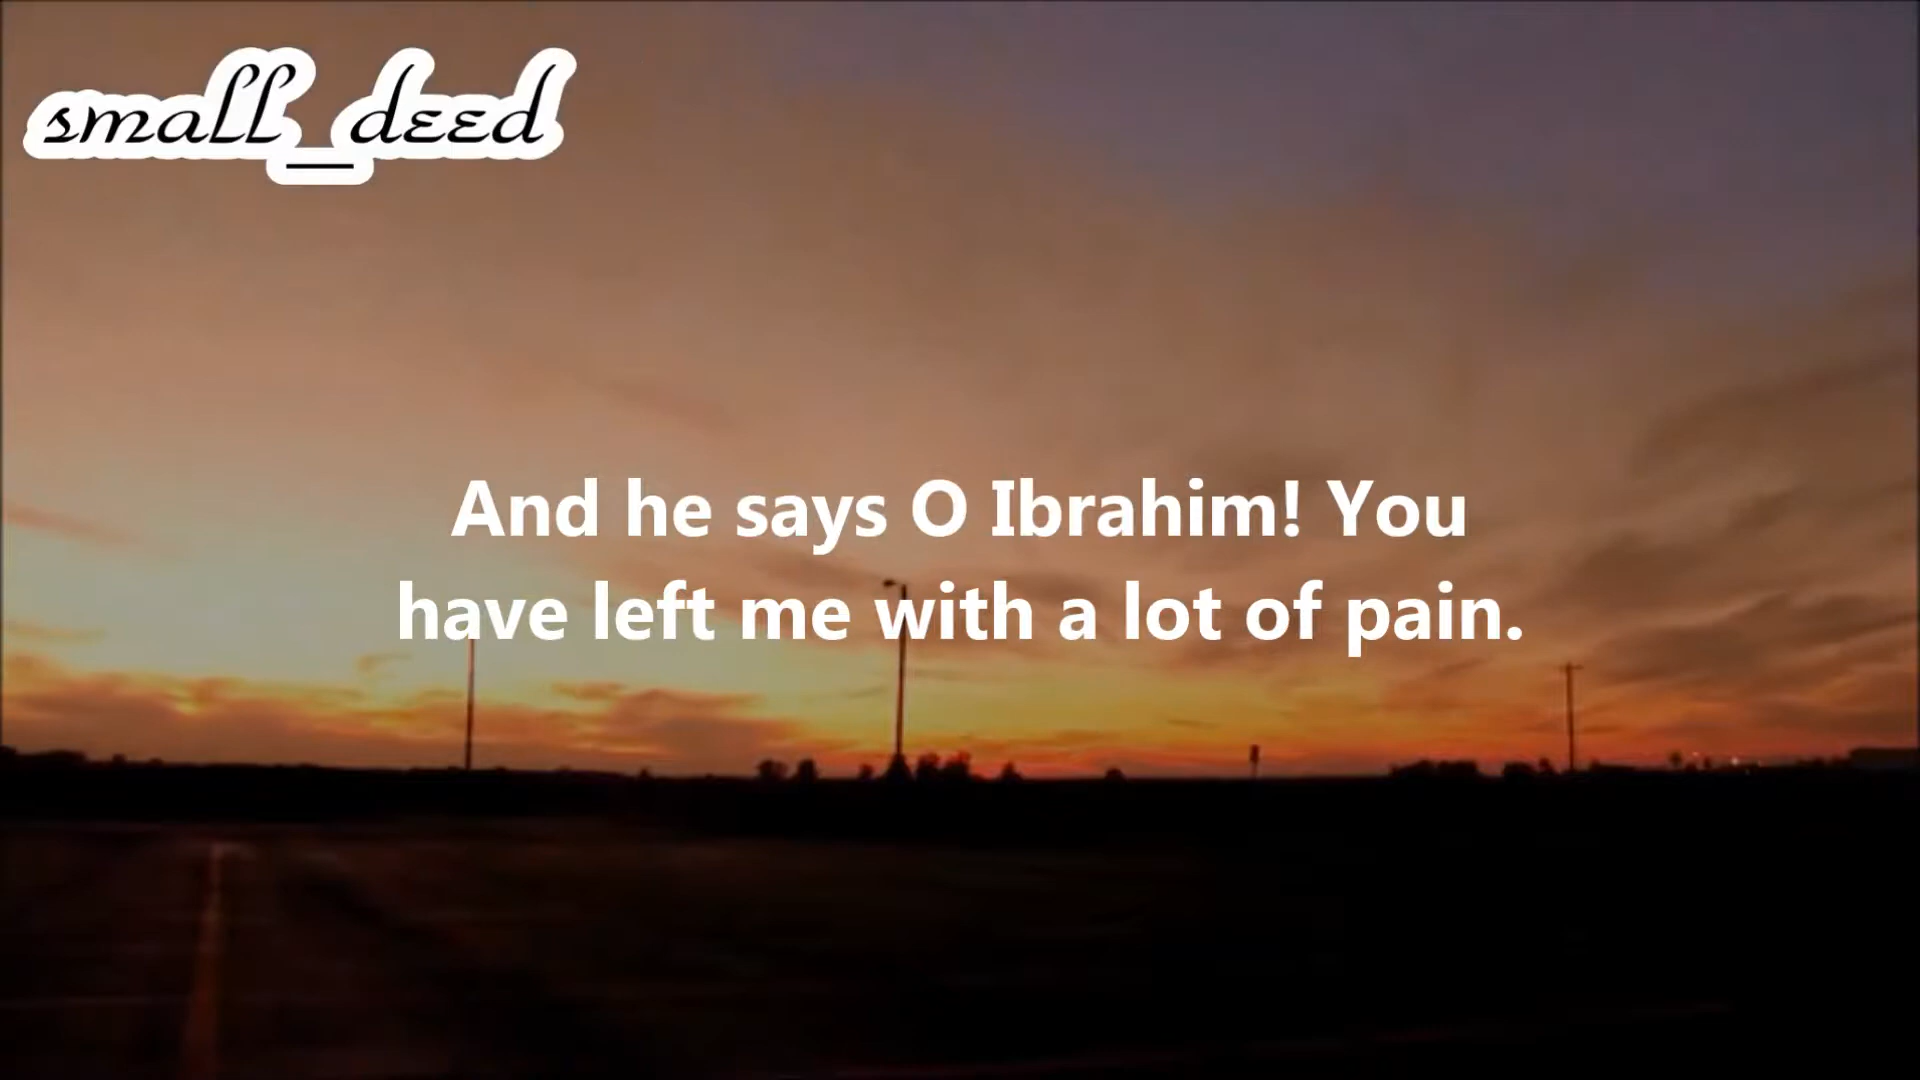 small_deed
And he says O Ibrahim! You
have left me with a lot of pain.